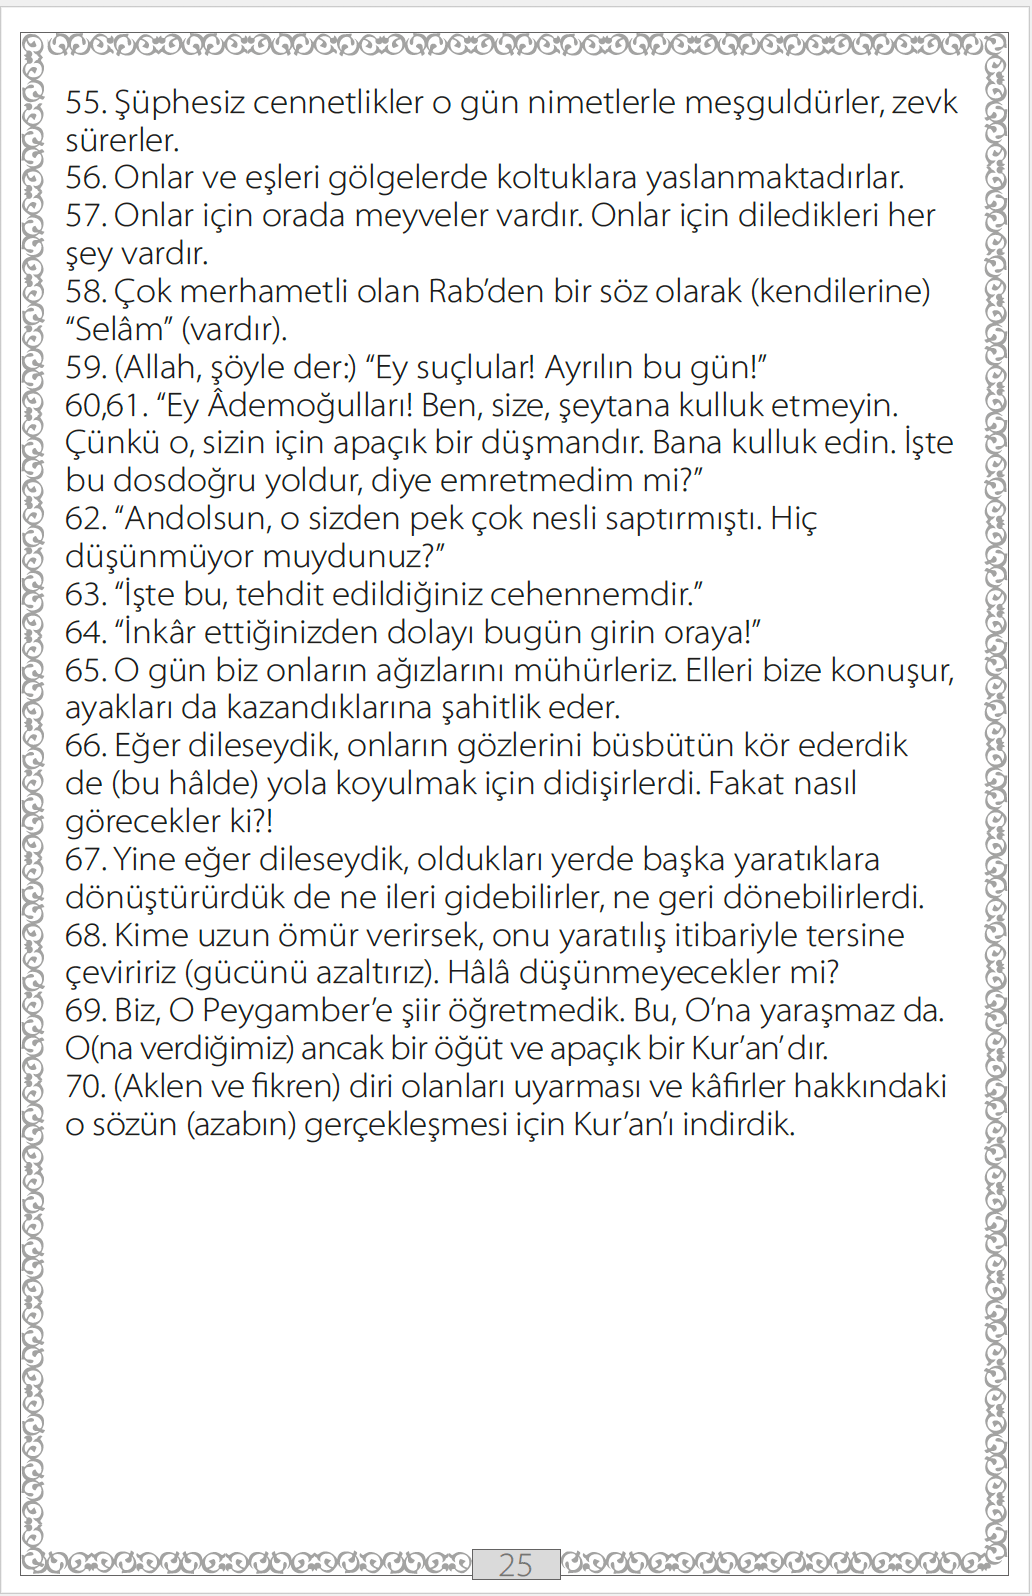 55. Şüphesiz cennetlikler o gün nimetlerle meşguldürler, zevk
sürerler.
56. Onlar ve eşleri gölgelerde koltuklara yaslanmaktadırlar.
57. Onlar için orada meyveler vardır. Onlar için diledikleri her
şey vardır.
58. Çok merhametli olan Rab’den bir söz olarak (kendilerine)
“Selâm” (vardır).
59. (Allah, şöyle der:) “Ey suçlular! Ayrılın bu gün!”
60,61. “Ey Âdemoğulları! Ben, size, şeytana kulluk etmeyin.
Çünkü o, sizin için apaçık bir düşmandır. Bana kulluk edin. İşte
bu dosdoğru yoldur, diye emretmedim mi?”
62. “Andolsun, o sizden pek çok nesli saptırmıştı. Hiç
düşünmüyor muydunuz?”
63. “İşte bu, tehdit edildiğiniz cehennemdir.”
64. “İnkâr ettiğinizden dolayı bugün girin oraya!”
65. O gün biz onların ağızlarını mühürleriz. Elleri bize konuşur,
ayakları da kazandıklarına şahitlik eder.
66. Eğer dileseydik, onların gözlerini büsbütün kör ederdik
de (bu hâlde) yola koyulmak için didişirlerdi. Fakat nasıl
görecekler ki?!
67. Yine eğer dileseydik, oldukları yerde başka yaratıklara
dönüştürürdük de ne ileri gidebilirler, ne geri dönebilirlerdi.
68. Kime uzun ömür verirsek, onu yaratılış itibariyle tersine
çeviririz (gücünü azaltırız). Hâlâ düşünmeyecekler mi?
69. Biz, O Peygamber’e şiir öğretmedik. Bu, O’na yaraşmaz da.
O(na verdiğimiz) ancak bir öğüt ve apaçık bir Kur’an’dır.
70. (Aklen ve fikren) diri olanları uyarması ve kâfirler hakkındaki
o sözün (azabın) gerçekleşmesi için Kur’an’ı indirdik.
25